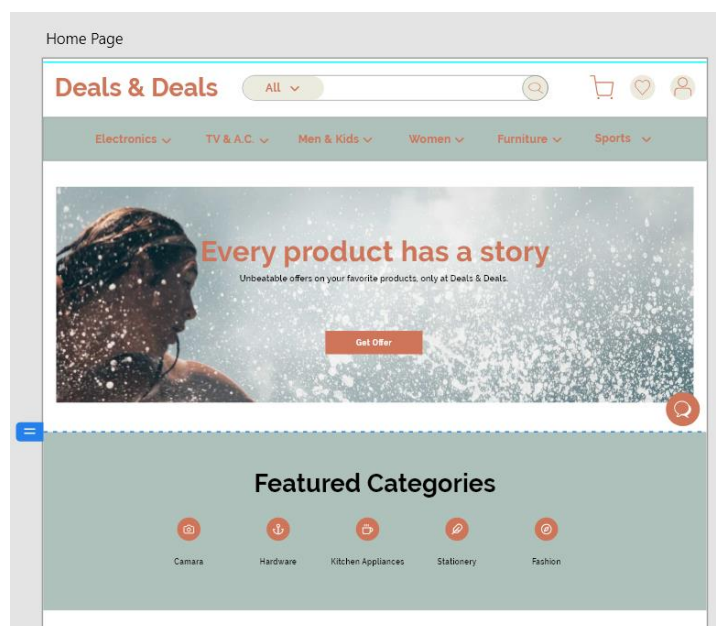 Home Page
Deals & Deals
All
Electronics
TV & A.C.
Men & Kids
Women
Furniture
Sports
Every product has a story
Unbeatable offers on your favorite products, only at Deals & Deals.
Get Offer
Featured Categories
Camara
Hardware
Kitchen Appliances
Stationery
Fashion